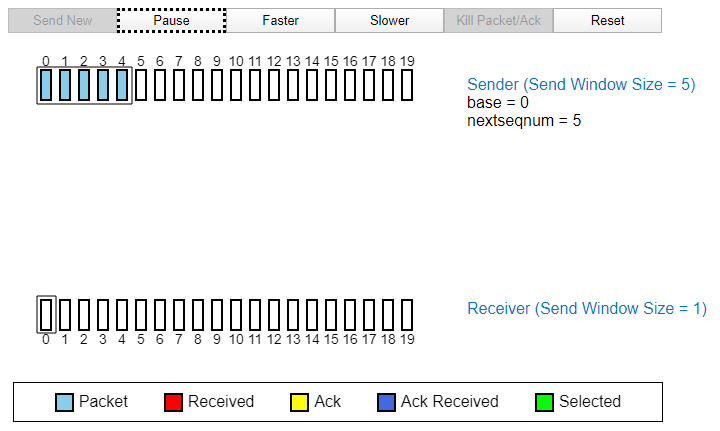 Send New Pause Faster Slower Kill Packet/Ack Reset
0 1 2 3 4 5 6 7 8 9 10 11 12 13 14 15 16 17 18 19
Sender (Send Window Size = 5)
base = 0
nextseqnum = 5
Receiver (Send Window Size = 1)
0 1 2 3 4 5 6 7 8 9 10 11 12 13 14 15 16 17 18 19
Packet Received Ack Ack Received Selected